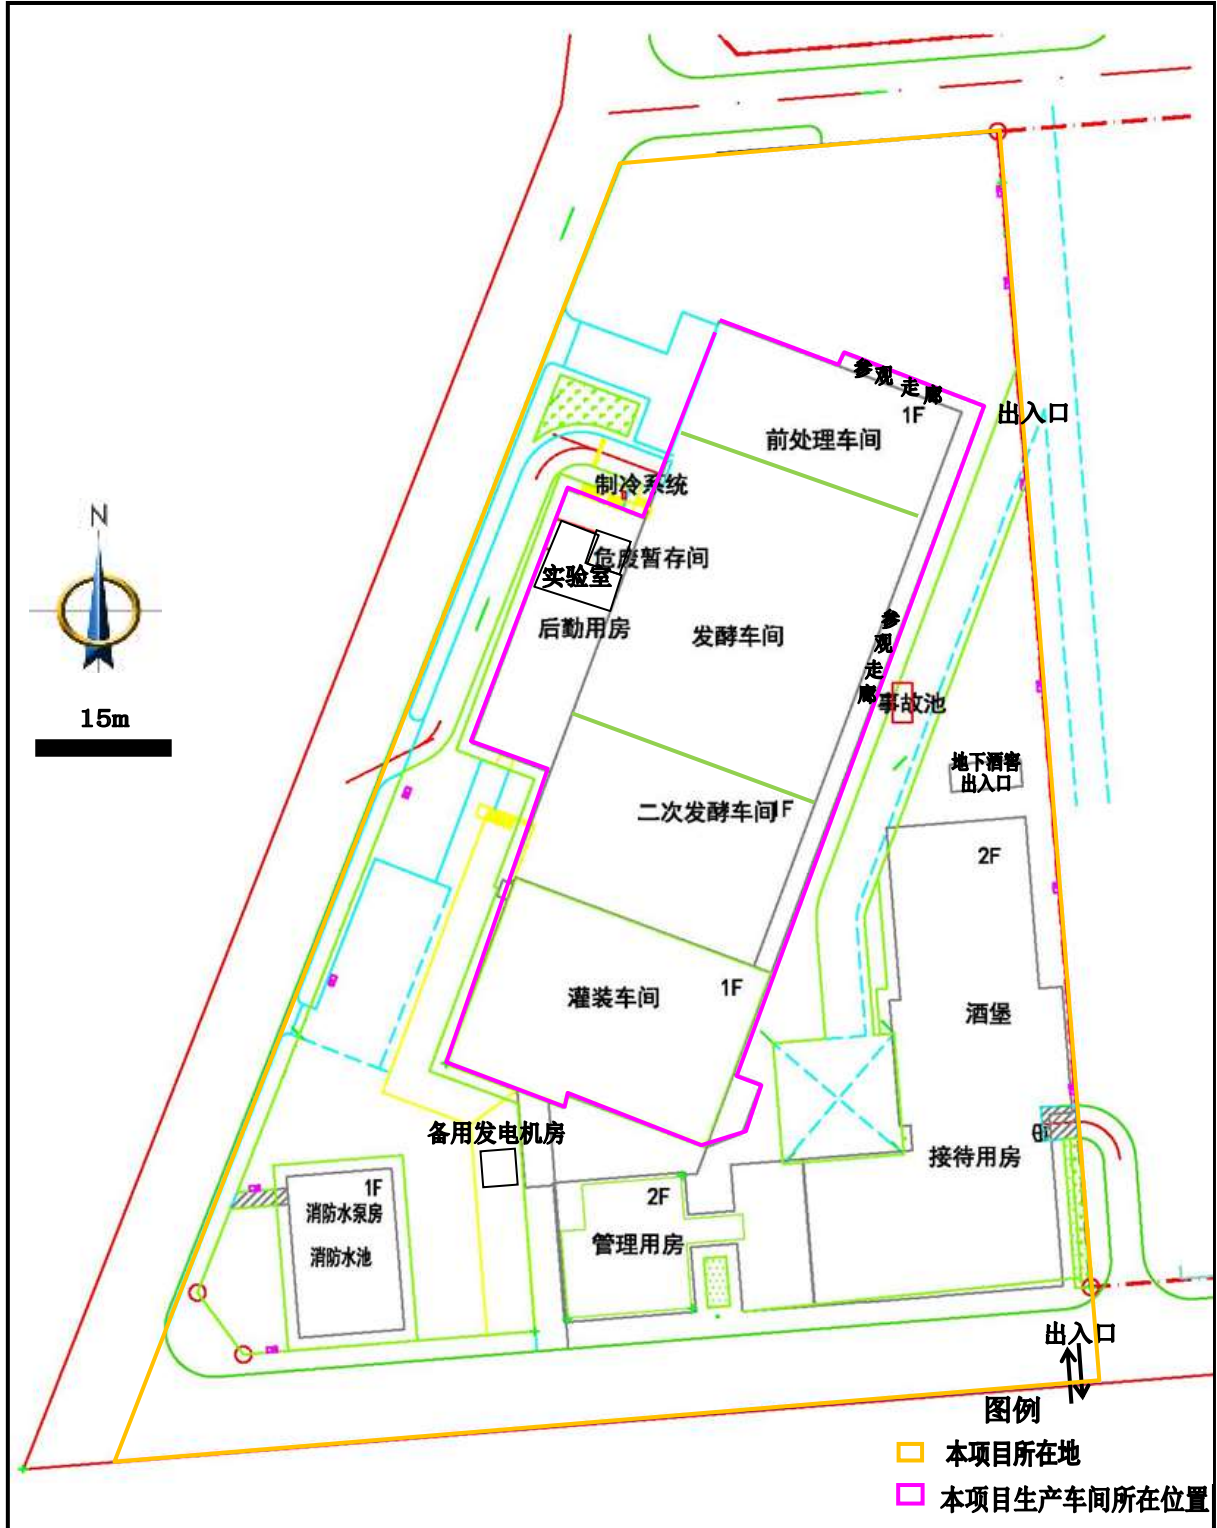 参观走廊
1F
出入口
前处理车间
制冷系统
N
危废暂存间
实验室
后勤用房
发酵车间
参观走廊
事故池
15m
地下酒窖
出入口
二次发酵车间
1F
2F
灌装车间
1F
酒堡
备用发电机房
接待用房
1F
消防水泵房
消防水池
2F
管理用房
出入口
图例
本项目所在地
本项目生产车间所在位置